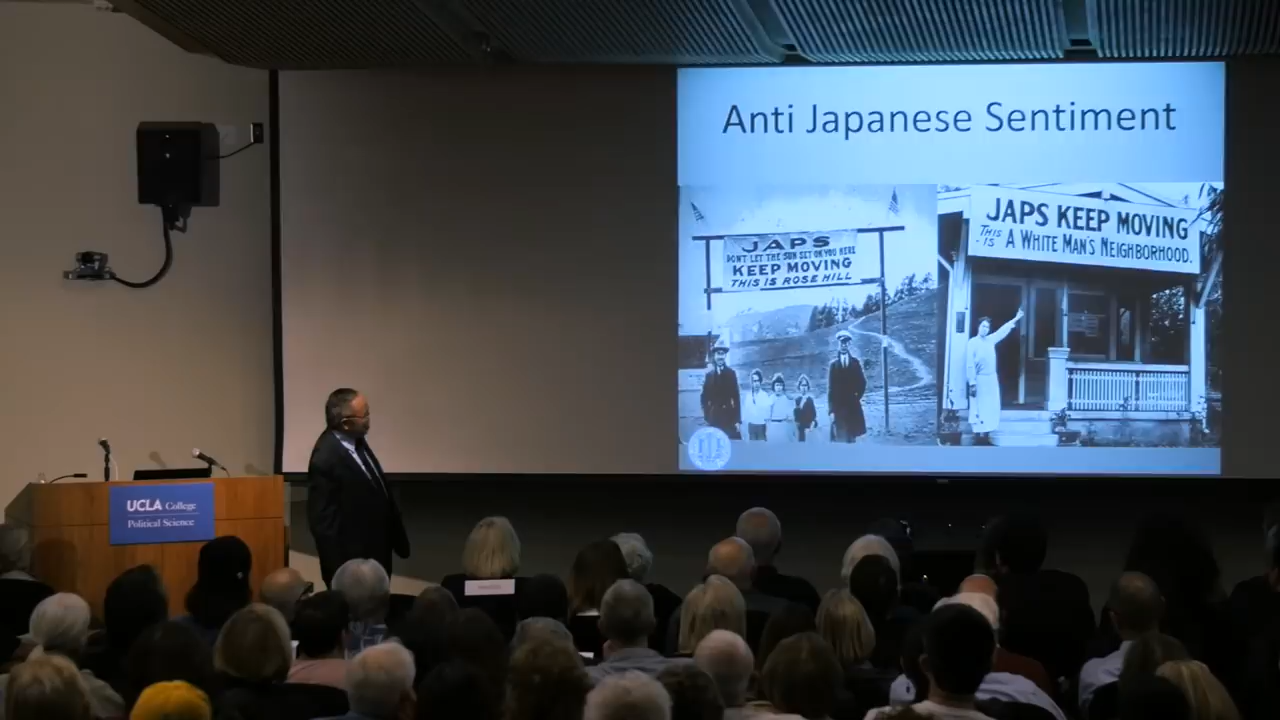 Anti Japanese Sentiment
JAPS
DON'T LET THE SUN SET ON YOU HERE
KEEP MOVING
THIS IS ROSE HILL
JAPS KEEP MOVING
THIS IS A WHITE MAN'S NEIGHBORHOOD.
UCLA College
Political Science